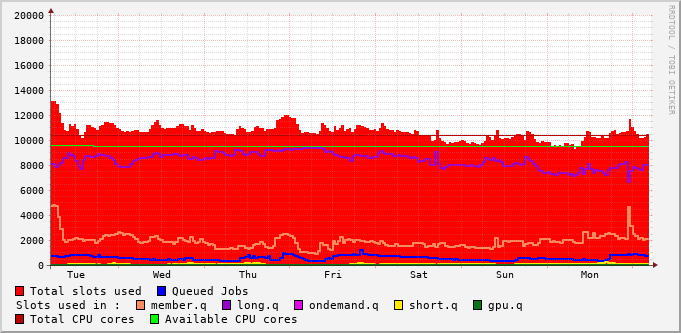 20000
18000
16000
14000
12000
10000
8000
6000
4000
2000
0
Tue Wed Thu Fri Sat Sun Mon
Total slots used Queued Jobs
Slots used in : member.q long.q ondemand.q short.q gpu.q
Total CPU cores Available CPU cores
RRDTOOL / TOBI OETIKER